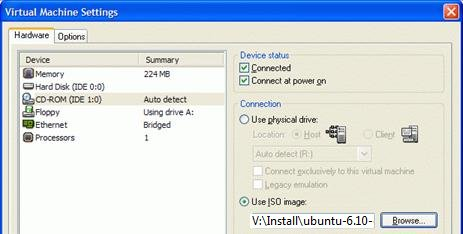 Virtual Machine Settings
Hardware Options
Device Summary
Memory 224 MB
Hard Disk (IDE 0:0)
CD-ROM (IDE 1:0) Auto detect
Floppy Using drive A:
Ethernet Bridged
Processors 1
Device status
Connected
Connect at power on
Connection
Use physical drive:
Location: Host Client
Auto detect (R:)
Connect exclusively to this virtual machine
Legacy emulation
Use ISO image:
V:\Install\ubuntu-6.10- Browse...